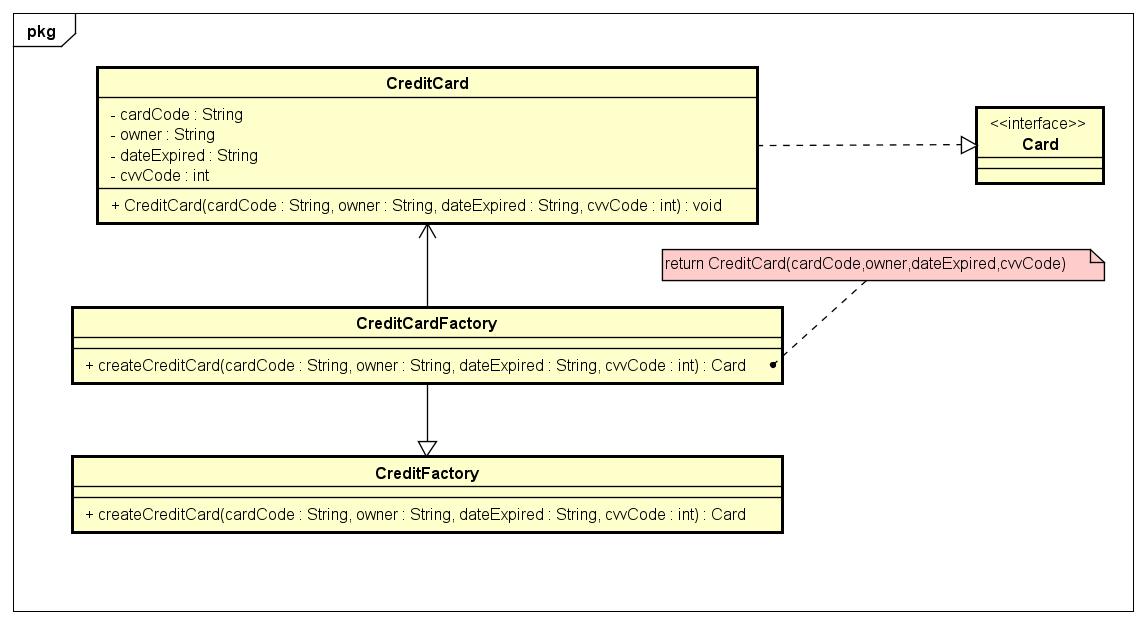 pkg
CreditCard
- cardCode : String
- owner : String
- dateExpired : String
- cvvCode : int
+ CreditCard(cardCode : String, owner : String, dateExpired : String, cvvCode : int) : void
<<interface>>
Card
return CreditCard(cardCode,owner,dateExpired,cvvCode)
CreditCardFactory
+ createCreditCard(cardCode : String, owner : String, dateExpired : String, cvvCode : int) : Card
CreditFactory
+ createCreditCard(cardCode : String, owner : String, dateExpired : String, cvvCode : int) : Card